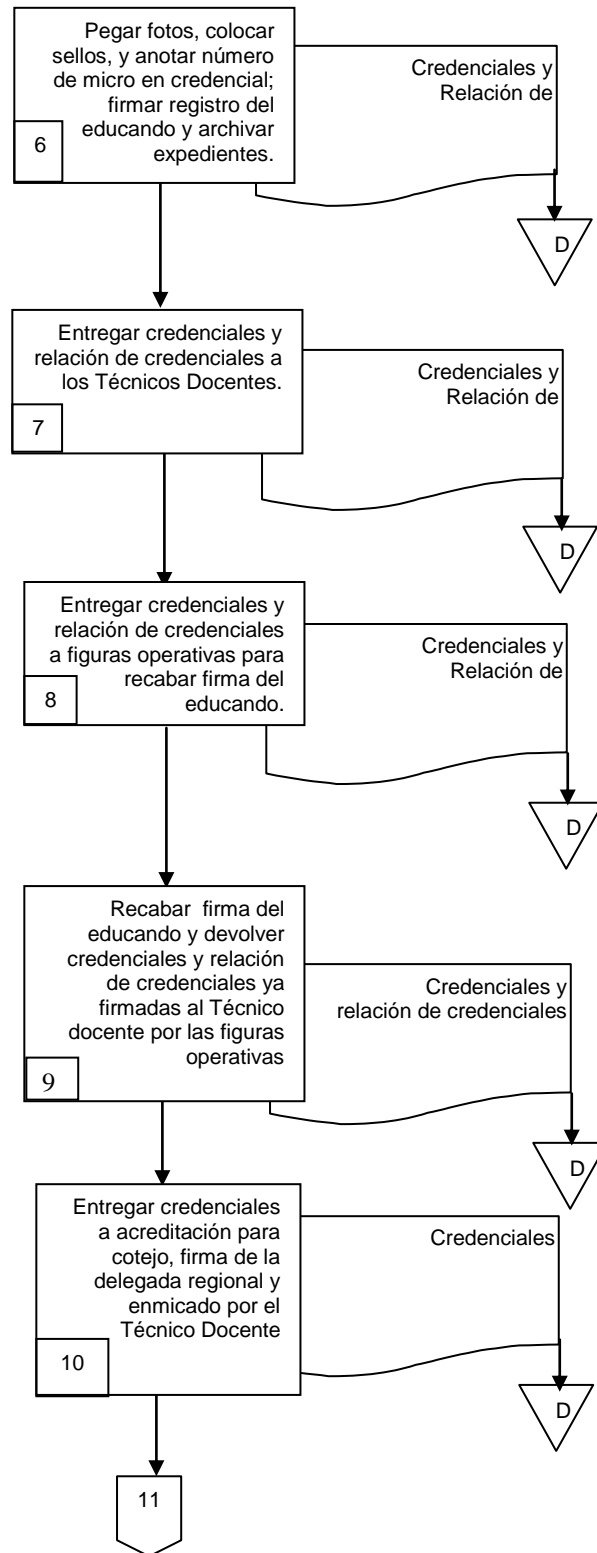 Pegar fotos, colocar
sellos, y anotar número
de micro en credencial;
firmar registro del
educando y archivar
expedientes.
6
Credenciales y
Relación de
D
Entregar credenciales y
relación de credenciales a
los Técnicos Docentes.
7
Credenciales y
Relación de
D
Entregar credenciales y
relación de credenciales
a figuras operativas para
recabar firma del
educando.
8
Credenciales y
Relación de
D
Recabar firma del
educando y devolver
credenciales y relación
de credenciales ya
firmadas al Técnico
docente por las figuras
operativas
9
Credenciales y
relación de credenciales
D
Entregar credenciales
a acreditación para
cotejo, firma de la
delegada regional y
enmicado por el
Técnico Docente
10
Credenciales
D
11